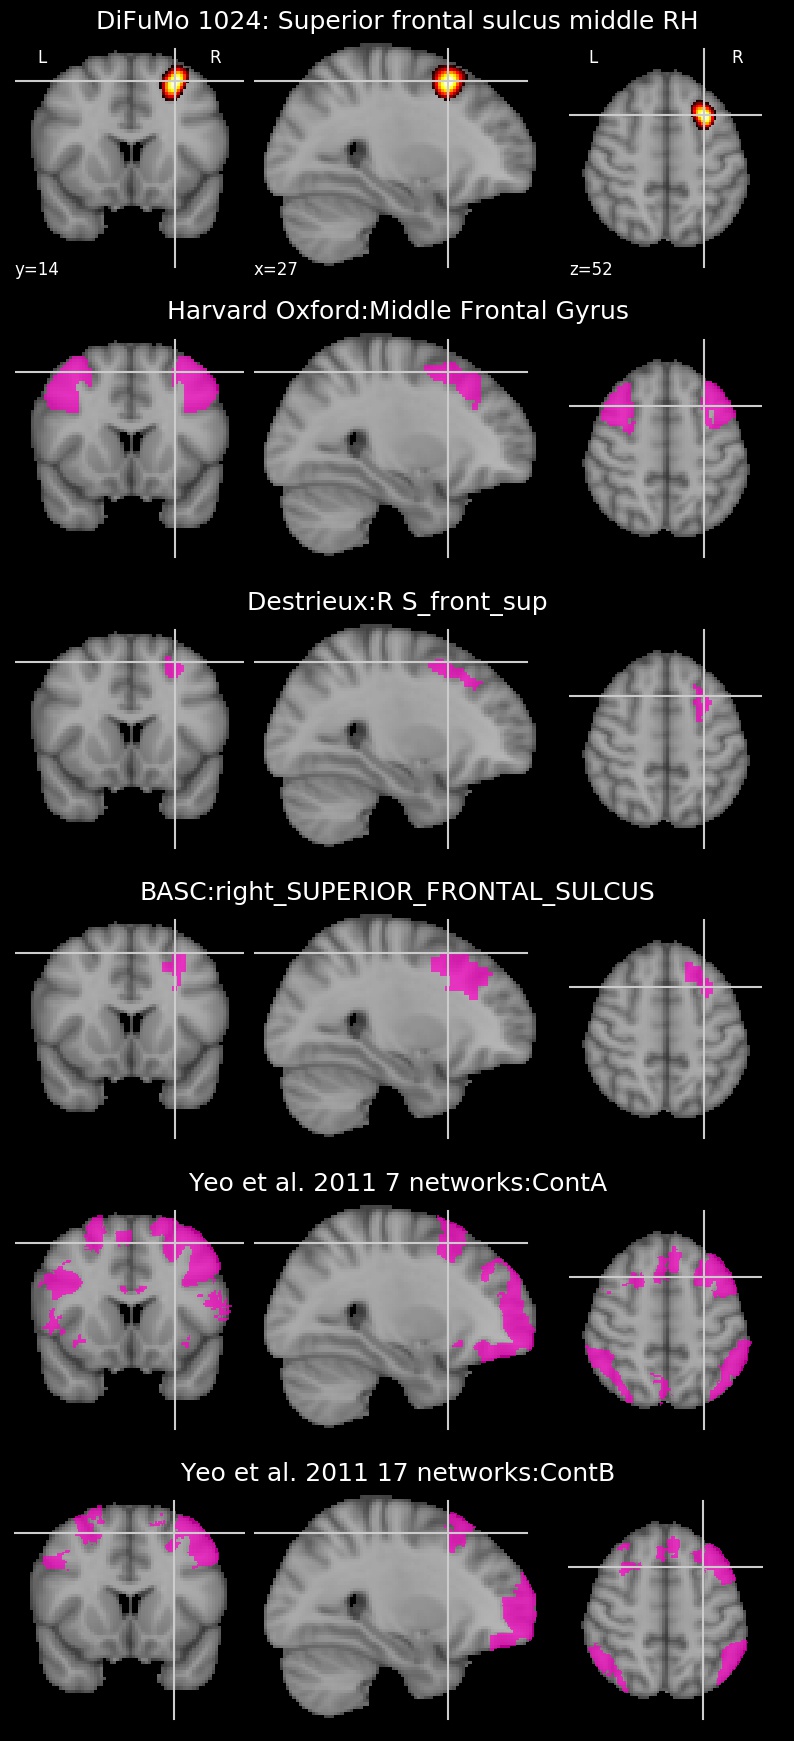 DiFuMo 1024: Superior frontal sulcus middle RH
L R L R
y=14 x=27 z=52
Harvard Oxford:Middle Frontal Gyrus
Destrieux:R S_front_sup
BASC:right_SUPERIOR_FRONTAL_SULCUS
Yeo et al. 2011 7 networks:ContA
Yeo et al. 2011 17 networks:ContB